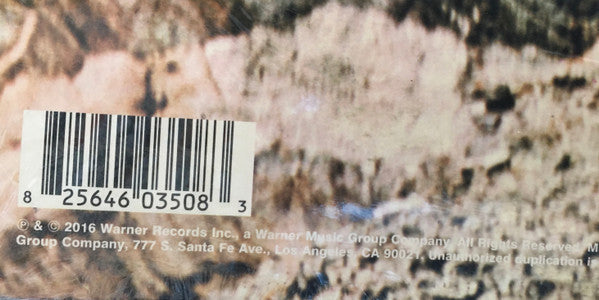 8 25646 03508 3
℗ & © 2016 Warner Records Inc., a Warner Music Group Company. All Rights Reserved. M
Group Company, 777 S. Santa Fe Ave., Los Angeles, CA 90021. Unauthorized duplication is